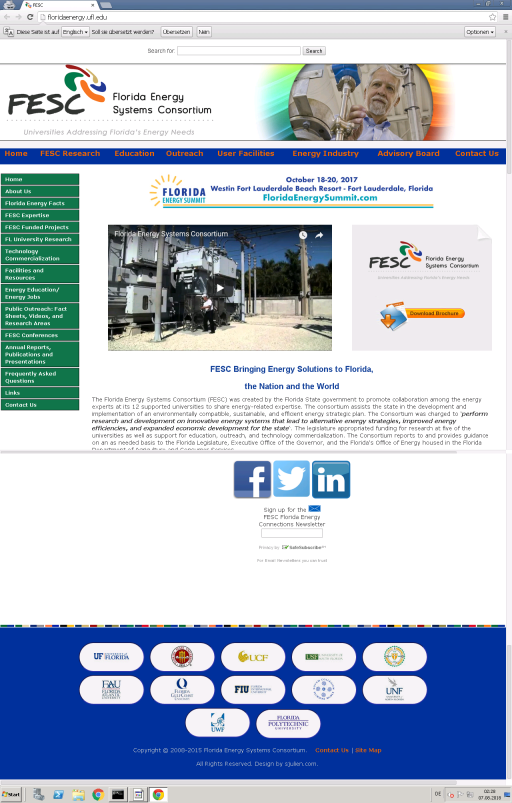 FESC
floridaenergy.ufl.edu
Diese Seite ist auf Englisch Soll sie übersetzt werden? Übersetzen Nein Optionen
Search for: Search
FESC Florida Energy
Systems Consortium
Universities Addressing Florida's Energy Needs
Home FESC Research Education Outreach User Facilities Energy Industry Advisory Board Contact Us
Home
About Us
Florida Energy Facts
FESC Expertise
FESC Funded Projects
FL University Research
Technology
Commercialization
Facilities and
Resources
Energy Education/
Energy Jobs
Public Outreach: Fact
Sheets, Videos, and
Research Areas
FESC Conferences
Annual Reports,
Publications and
Presentations
Frequently Asked
Questions
Links
Contact Us
FLORIDA
ENERGY SUMMIT
October 18-20, 2017
Westin Fort Lauderdale Beach Resort - Fort Lauderdale, Florida
FloridaEnergySummit.com
Florida Energy Systems Consortium
FESC Florida Energy
Systems Consortium
Universities Addressing Florida's Energy Needs
Download Brochure
FESC Bringing Energy Solutions to Florida,
the Nation and the World
The Florida Energy Systems Consortium (FESC) was created by the Florida State government to promote collaboration among the energy
experts at its 12 supported universities to share energy-related expertise. The consortium assists the state in the development and
implementation of an environmentally compatible, sustainable, and efficient energy strategic plan. The Consortium was charged to 'perform
research and development on innovative energy systems that lead to alternative energy strategies, improved energy
efficiencies, and expanded economic development for the state'. The legislature appropriated funding for research at five of the
universities as well as support for education, outreach, and technology commercialization. The Consortium reports to and provides guidance
on an as needed basis to the Florida Legislature, Executive Office of the Governor, and the Florida's Office of Energy housed in the Florida
Department of Agriculture and Consumer Services.
Sign up for the
FESC Florida Energy
Connections Newsletter
Privacy by SafeSubscribe
For Email Newsletters you can trust
UF UNIVERSITY of FLORIDA
UCF
USF
FAU
FLORIDA
ATLANTIC
UNIVERSITY
FLORIDA
GULF COAST
FIU
UNF
UWF
FLORIDA
POLYTECHNIC
UNIVERSITY
Copyright © 2008-2015 Florida Energy Systems Consortium. Contact Us | Site Map
All Rights Reserved. Design by sjulien.com.
Start DE 02:28
07.08.2018